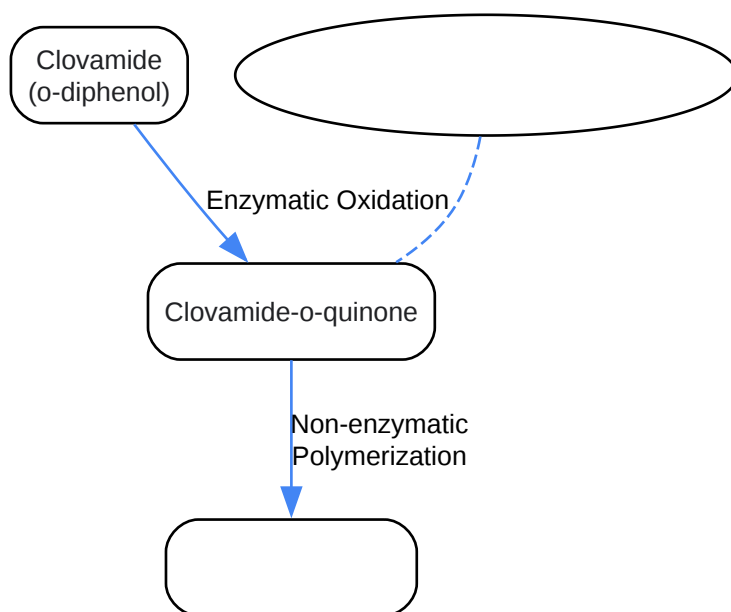 Clovamide
(o-diphenol)
Enzymatic Oxidation
Clovamide-o-quinone
Non-enzymatic
Polymerization